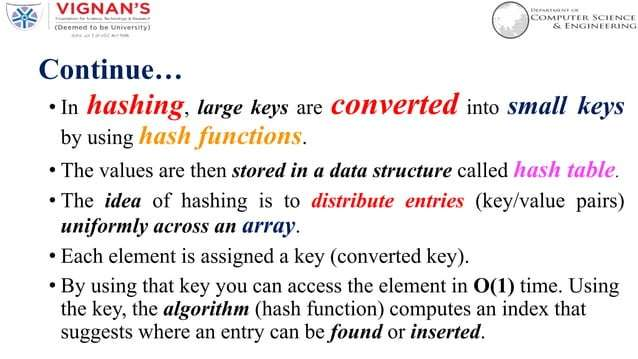 VIGNAN'S
Foundation for Science, Technology & Research
(Deemed to be University)
DEPARTMENT OF
COMPUTER SCIENCE
& ENGINEERING
Continue…
• In hashing, large keys are converted into small keys
by using hash functions.
• The values are then stored in a data structure called hash table.
• The idea of hashing is to distribute entries (key/value pairs)
uniformly across an array.
• Each element is assigned a key (converted key).
• By using that key you can access the element in O(1) time. Using
the key, the algorithm (hash function) computes an index that
suggests where an entry can be found or inserted.